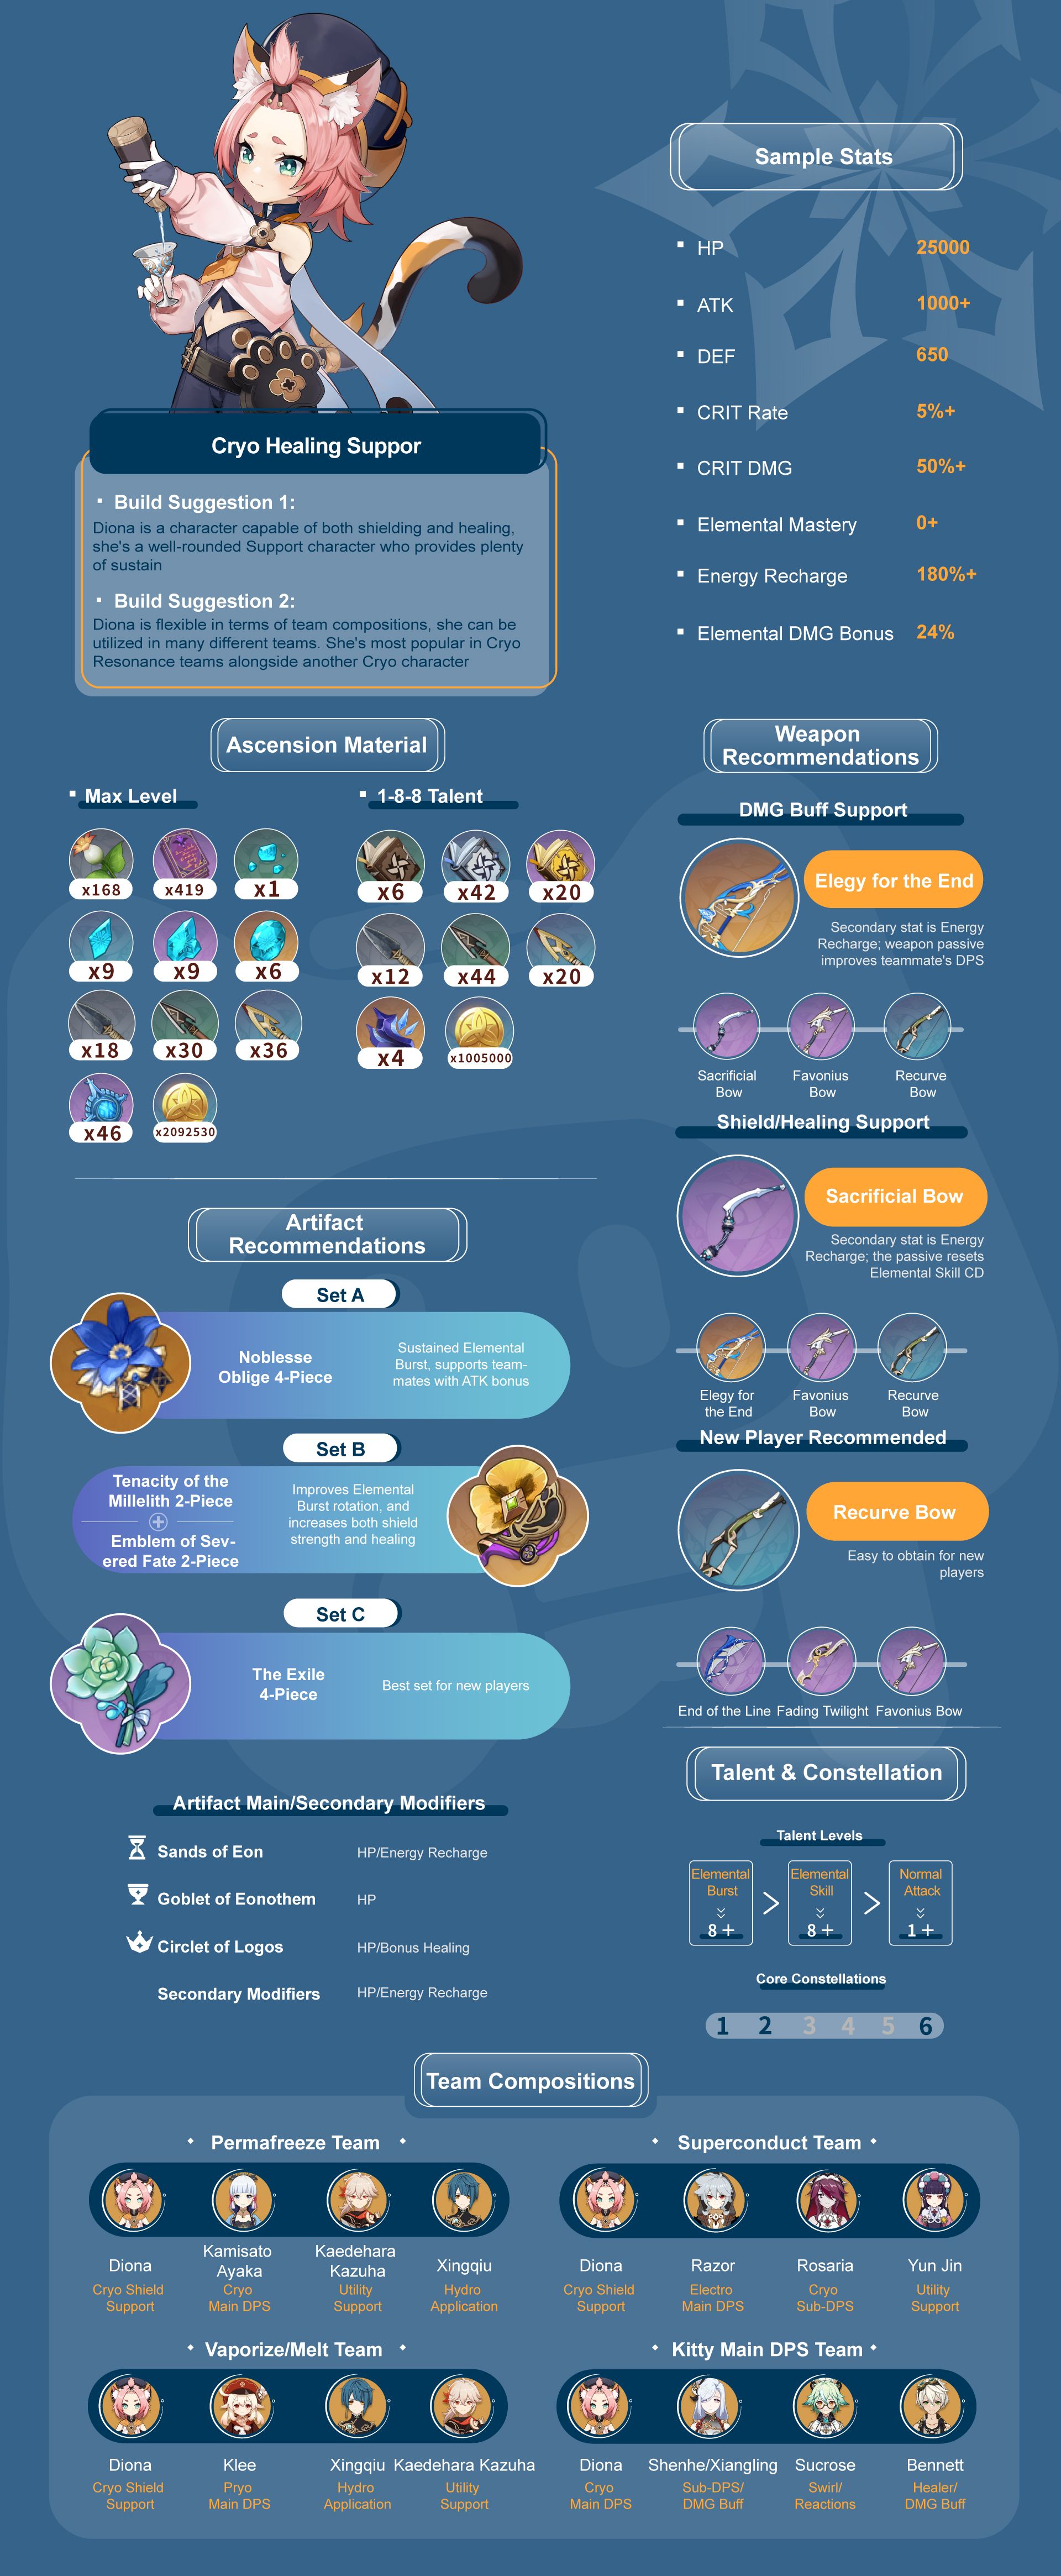 Sample Stats
HP 25000
ATK 1000+
DEF 650
CRIT Rate 5%+
CRIT DMG 50%+
Elemental Mastery 0+
Energy Recharge 180%+
Elemental DMG Bonus 24%
Cryo Healing Suppor
Build Suggestion 1:
Diona is a character capable of both shielding and healing,
she's a well-rounded Support character who provides plenty
of sustain
Build Suggestion 2:
Diona is flexible in terms of team compositions, she can be
utilized in many different teams. She's most popular in Cryo
Resonance teams alongside another Cryo character
Ascension Material
Max Level
x168 x419 x1
x9 x9 x6
x18 x30 x36
x46 x2092530
1-8-8 Talent
x6 x42 x20
x12 x44 x20
x4 x1005000
Artifact
Recommendations
Set A
Noblesse
Oblige 4-Piece
Sustained Elemental
Burst, supports team-
mates with ATK bonus
Set B
Tenacity of the
Millelith 2-Piece
Emblem of Sev-
ered Fate 2-Piece
Improves Elemental
Burst rotation, and
increases both shield
strength and healing
Set C
The Exile
4-Piece
Best set for new players
Artifact Main/Secondary Modifiers
Sands of Eon HP/Energy Recharge
Goblet of Eonothem HP
Circlet of Logos HP/Bonus Healing
Secondary Modifiers HP/Energy Recharge
Weapon
Recommendations
DMG Buff Support
Elegy for the End
Secondary stat is Energy
Recharge; weapon passive
improves teammate's DPS
Sacrificial
Bow
Favonius
Bow
Recurve
Bow
Shield/Healing Support
Sacrificial Bow
Secondary stat is Energy
Recharge; the passive resets
Elemental Skill CD
Elegy for
the End
Favonius
Bow
Recurve
Bow
New Player Recommended
Recurve Bow
Easy to obtain for new
players
End of the Line Fading Twilight Favonius Bow
Talent & Constellation
Talent Levels
Elemental
Burst
8+
>
Elemental
Skill
8+
>
Normal
Attack
1+
Core Constellations
1 2 3 4 5 6
Team Compositions
Permafreeze Team
Diona
Cryo Shield
Support
Kamisato
Ayaka
Cryo
Main DPS
Kaedehara
Kazuha
Utility
Support
Xingqiu
Hydro
Application
Superconduct Team
Diona
Cryo Shield
Support
Razor
Electro
Main DPS
Rosaria
Cryo
Sub-DPS
Yun Jin
Utility
Support
Vaporize/Melt Team
Diona
Cryo Shield
Support
Klee
Pryo
Main DPS
Xingqiu
Hydro
Application
Kaedehara Kazuha
Utility
Support
Kitty Main DPS Team
Diona
Cryo
Main DPS
Shenhe/Xiangling
Sub-DPS/
DMG Buff
Sucrose
Swirl/
Reactions
Bennett
Healer/
DMG Buff